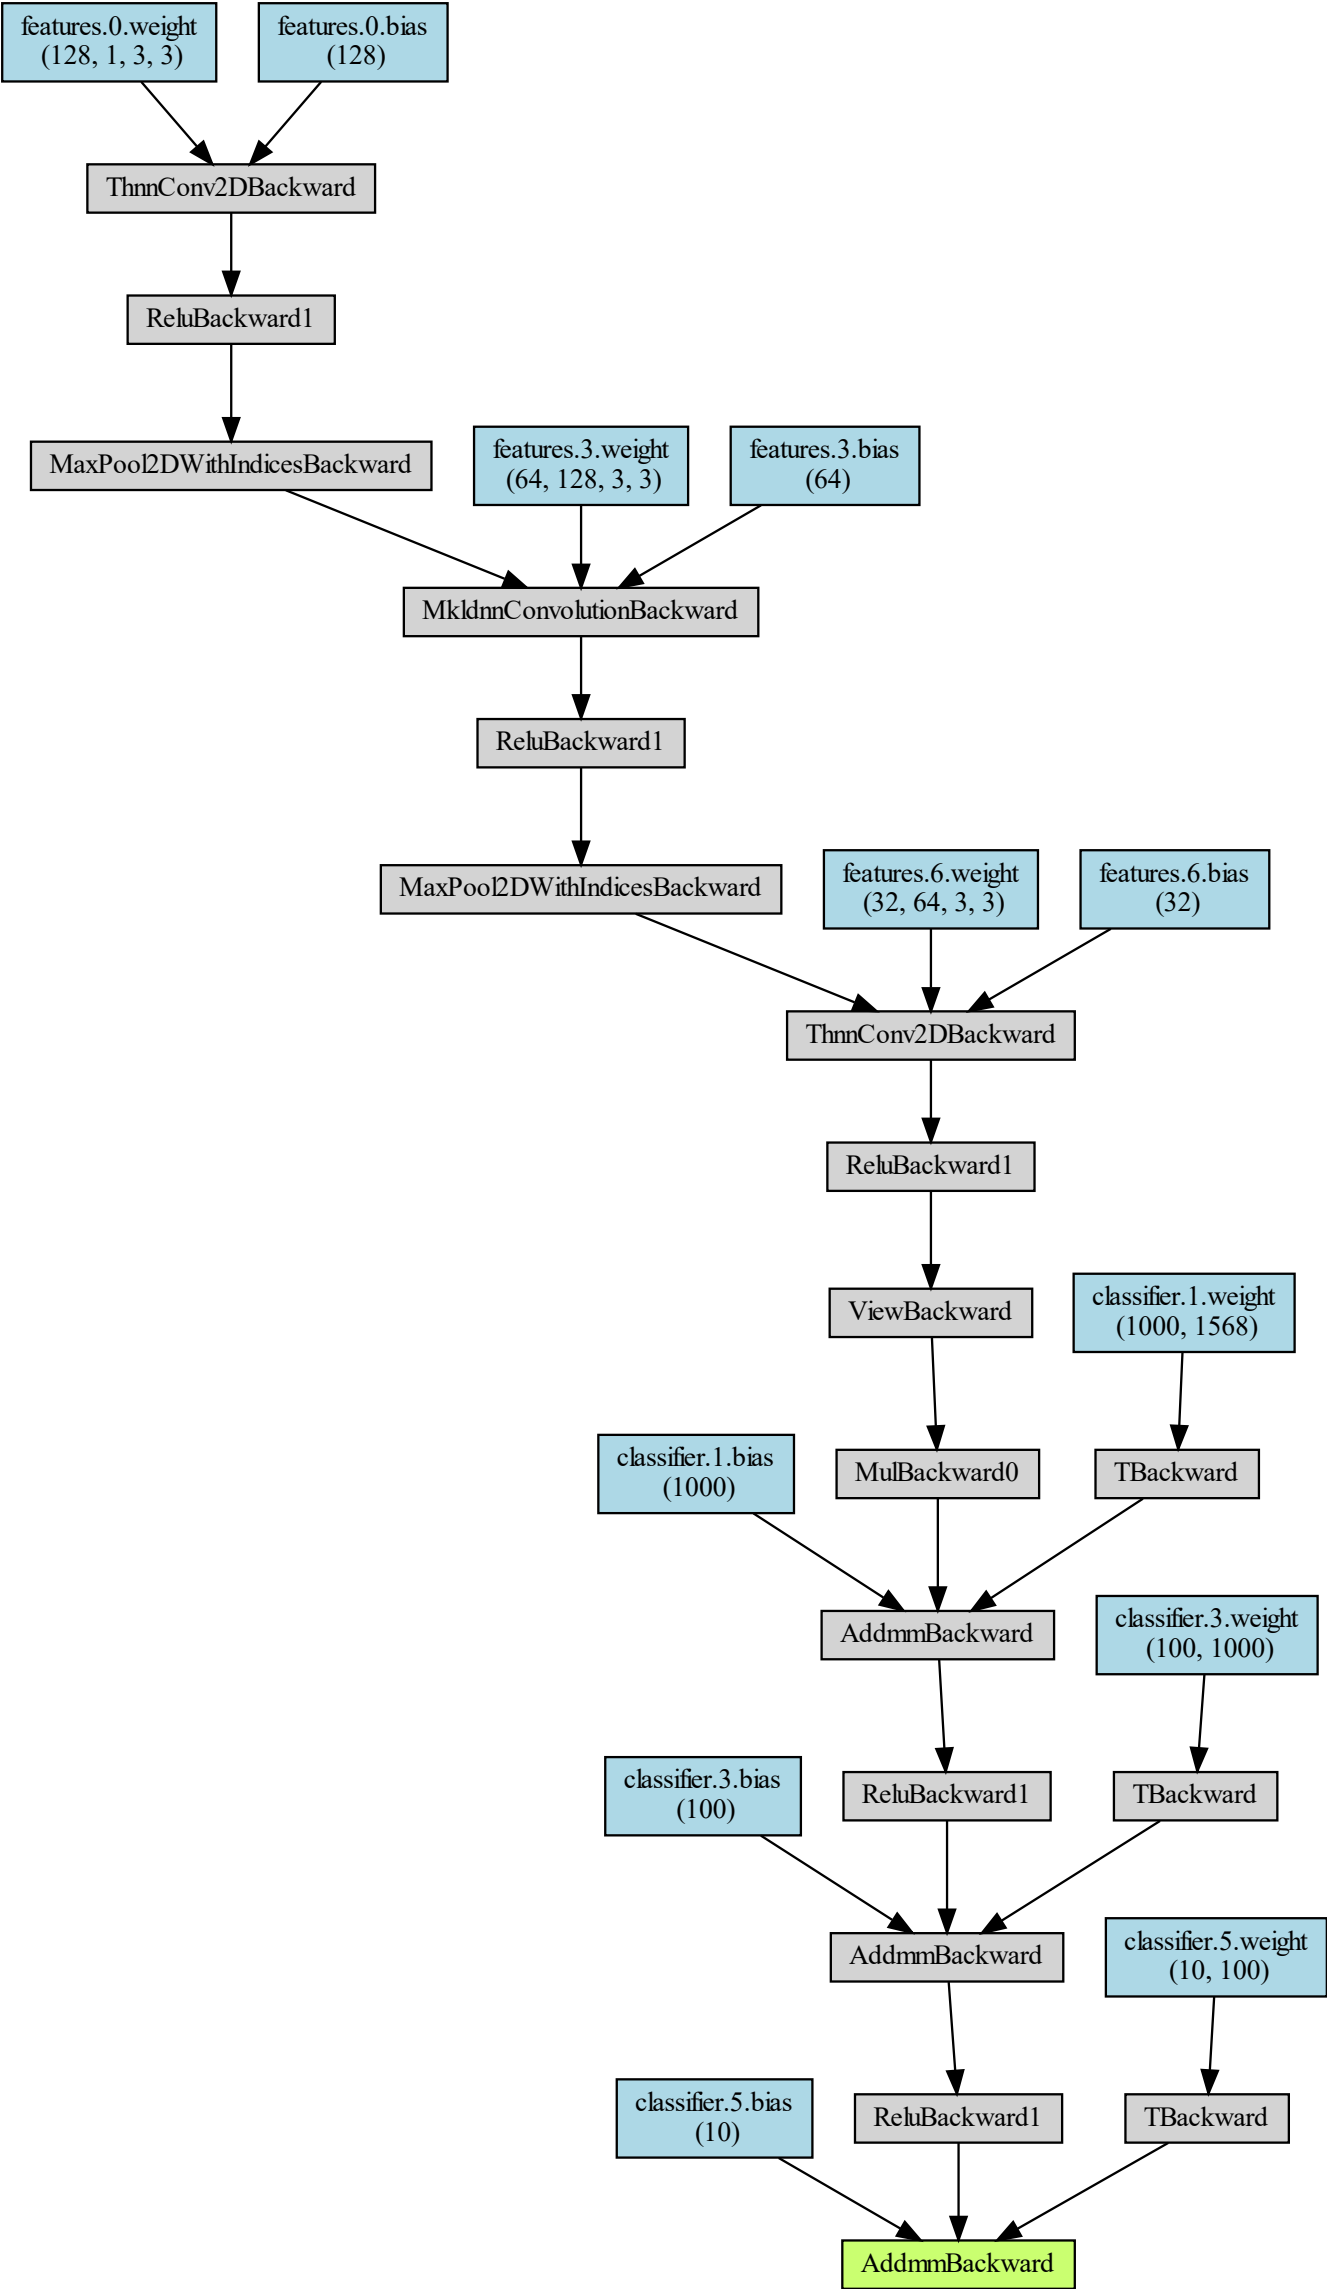 features.0.weight
(128, 1, 3, 3)
features.0.bias
(128)
ThnnConv2DBackward
ReluBackward1
MaxPool2DWithIndicesBackward
features.3.weight
(64, 128, 3, 3)
features.3.bias
(64)
MkldnnConvolutionBackward
ReluBackward1
MaxPool2DWithIndicesBackward
features.6.weight
(32, 64, 3, 3)
features.6.bias
(32)
ThnnConv2DBackward
ReluBackward1
ViewBackward
classifier.1.weight
(1000, 1568)
classifier.1.bias
(1000)
MulBackward0
TBackward
AddmmBackward
classifier.3.weight
(100, 1000)
classifier.3.bias
(100)
ReluBackward1
TBackward
AddmmBackward
classifier.5.weight
(10, 100)
classifier.5.bias
(10)
ReluBackward1
TBackward
AddmmBackward